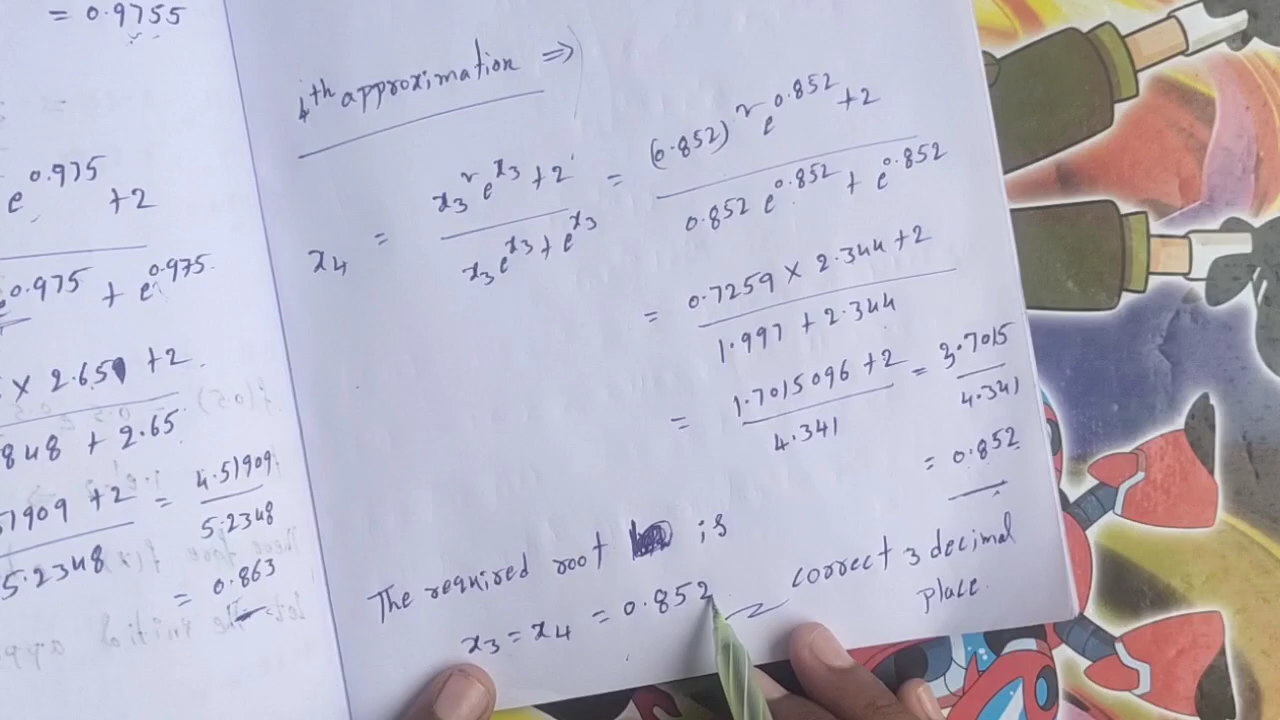 = 0.9755
e^0.975 + 2
e^0.975 + e^0.975
× 2.651 + 2
848 + 2.65
1909 + 2 = 4.51909
5.2348 5.2348
= 0.863
4th approximation ⇒
x3² e^x3 + 2 = (0.852)² e^0.852 + 2
x4 =
x3 e^x3 + e^x3 0.852 e^0.852 + e^0.852
= 0.7259 × 2.344 + 2
1.997 + 2.344
= 1.7015096 + 2 = 3.7015
4.341 4.341
= 0.852
The required root is
x3 = x4 = 0.852 correct 3 decimal
place.